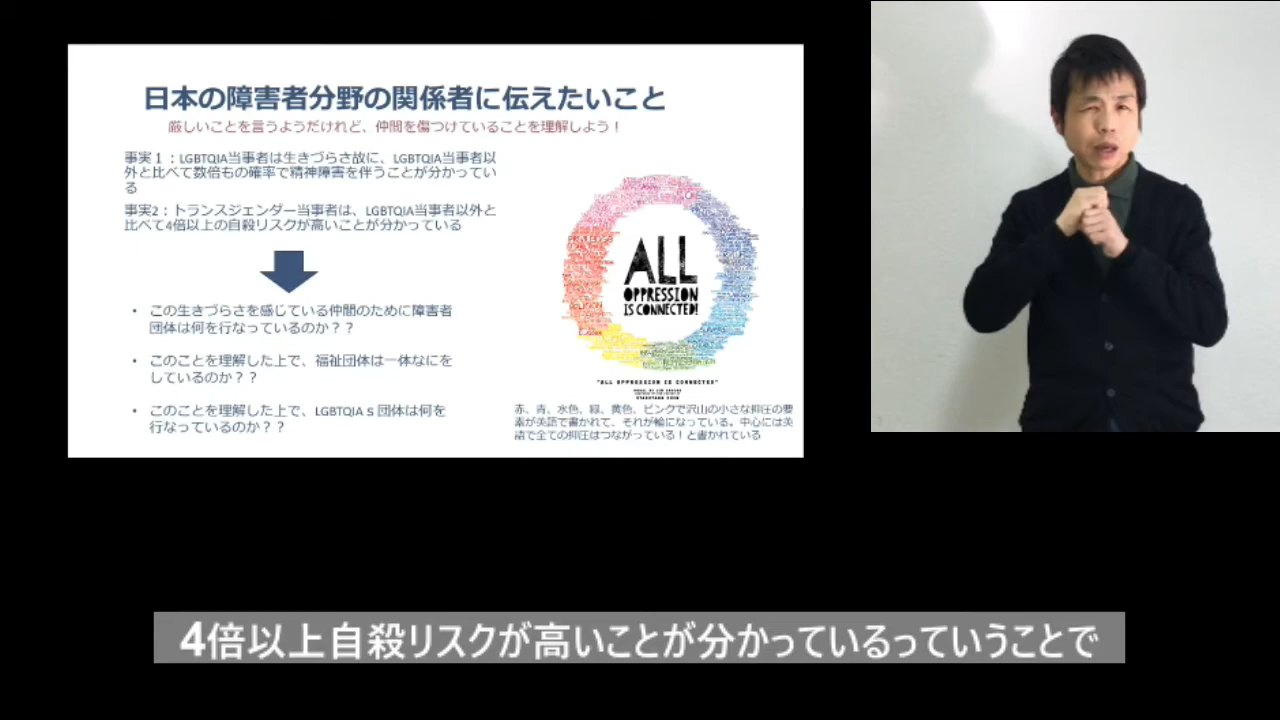 日本の障害者分野の関係者に伝えたいこと
厳しいことを言うようだけれど、仲間を傷つけていることを理解しよう！
事実１：LGBTQIA当事者は生きづらさ故に、LGBTQIA当事者以
外と比べて数倍もの確率で精神障害を伴うことが分かってい
る
事実2：トランスジェンダー当事者は、LGBTQIA当事者以外と
比べて4倍以上の自殺リスクが高いことが分かっている
• この生きづらさを感じている仲間のために障害者
団体は何を行なっているのか？？
• このことを理解した上で、福祉団体は一体なにを
しているのか？？
• このことを理解した上で、LGBTQIA s 団体は何を
行なっているのか？？
ALL
OPPRESSION
IS CONNECTED!
"ALL OPPRESSION IS CONNECTED"
赤、青、水色、緑、黄色、ピンクで沢山の小さな抑圧の要
素が英語で書かれて、それが輪になっている。中心には英
語で全ての抑圧はつながっている！と書かれている
4倍以上自殺リスクが高いことが分かっているっていうことで